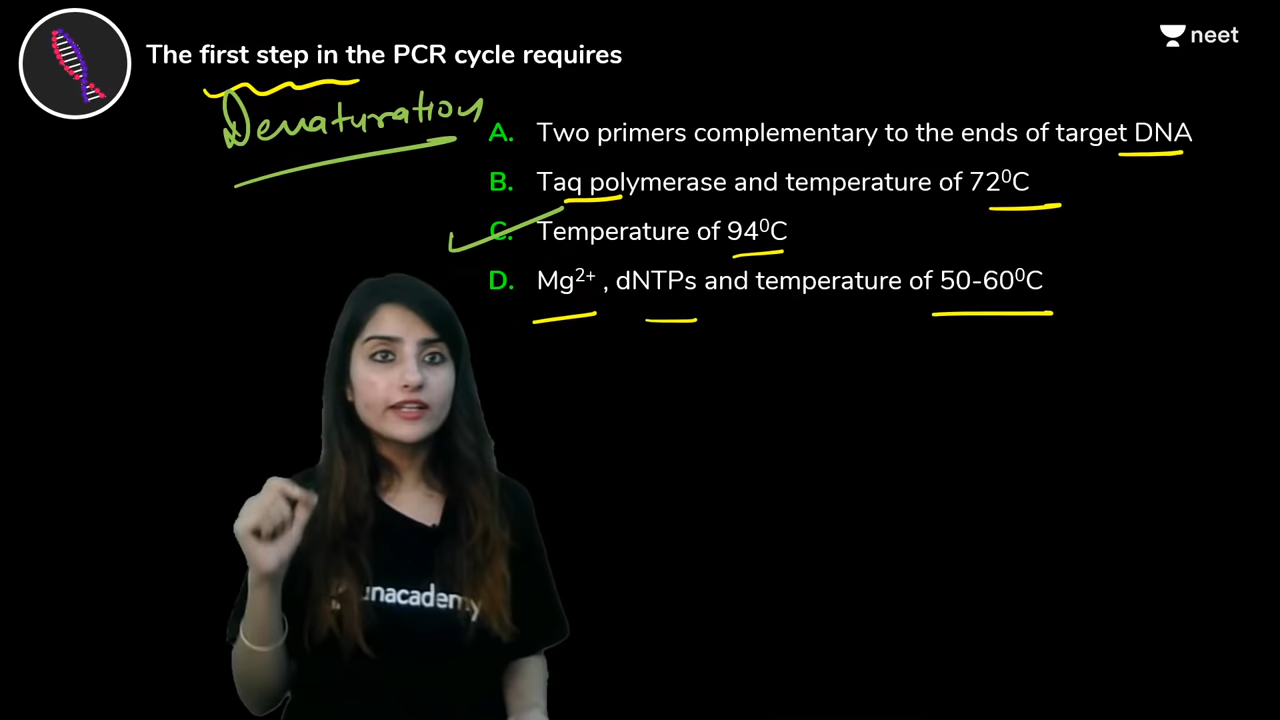 neet
The first step in the PCR cycle requires
Denaturation
A. Two primers complementary to the ends of target DNA
B. Taq polymerase and temperature of 72⁰C
C. Temperature of 94⁰C
D. Mg²⁺ , dNTPs and temperature of 50-60⁰C
unacademy